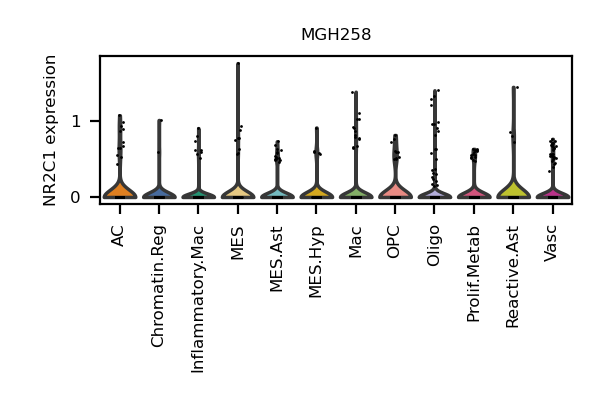 MGH258
NR2C1 expression
1
0
AC
Chromatin.Reg
Inflammatory.Mac
MES
MES.Ast
MES.Hyp
Mac
OPC
Oligo
Prolif.Metab
Reactive.Ast
Vasc